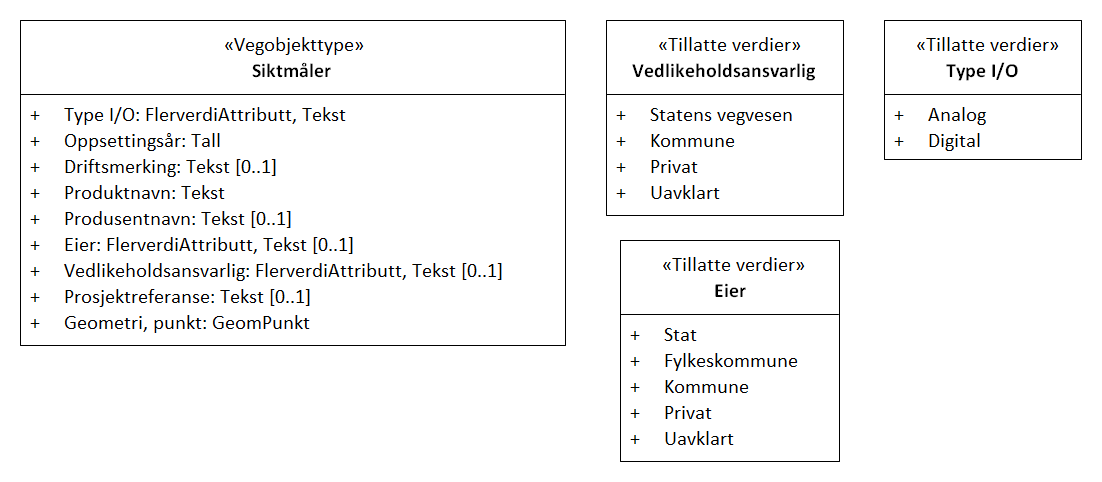 «Vegobjekttype»
Siktmåler
+ Type I/O: FlerverdiAttributt, Tekst
+ Oppsettingsår: Tall
+ Driftsmerking: Tekst [0..1]
+ Produktnavn: Tekst
+ Produsentnavn: Tekst [0..1]
+ Eier: FlerverdiAttributt, Tekst [0..1]
+ Vedlikeholdsansvarlig: FlerverdiAttributt, Tekst [0..1]
+ Prosjektreferanse: Tekst [0..1]
+ Geometri, punkt: GeomPunkt
«Tillatte verdier»
Vedlikeholdsansvarlig
+ Statens vegvesen
+ Kommune
+ Privat
+ Uavklart
«Tillatte verdier»
Type I/O
+ Analog
+ Digital
«Tillatte verdier»
Eier
+ Stat
+ Fylkeskommune
+ Kommune
+ Privat
+ Uavklart